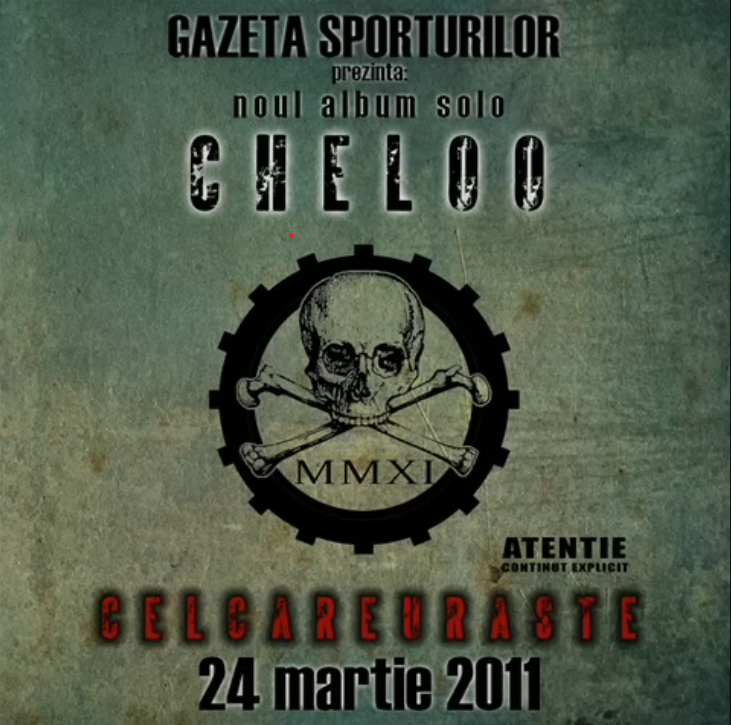 GAZETA SPORTURILOR
prezinta:
noul album solo
CHELOO
MMXI
ATENTIE
CONTINUT EXPLICIT
CELCAREURASTE
24 martie 2011